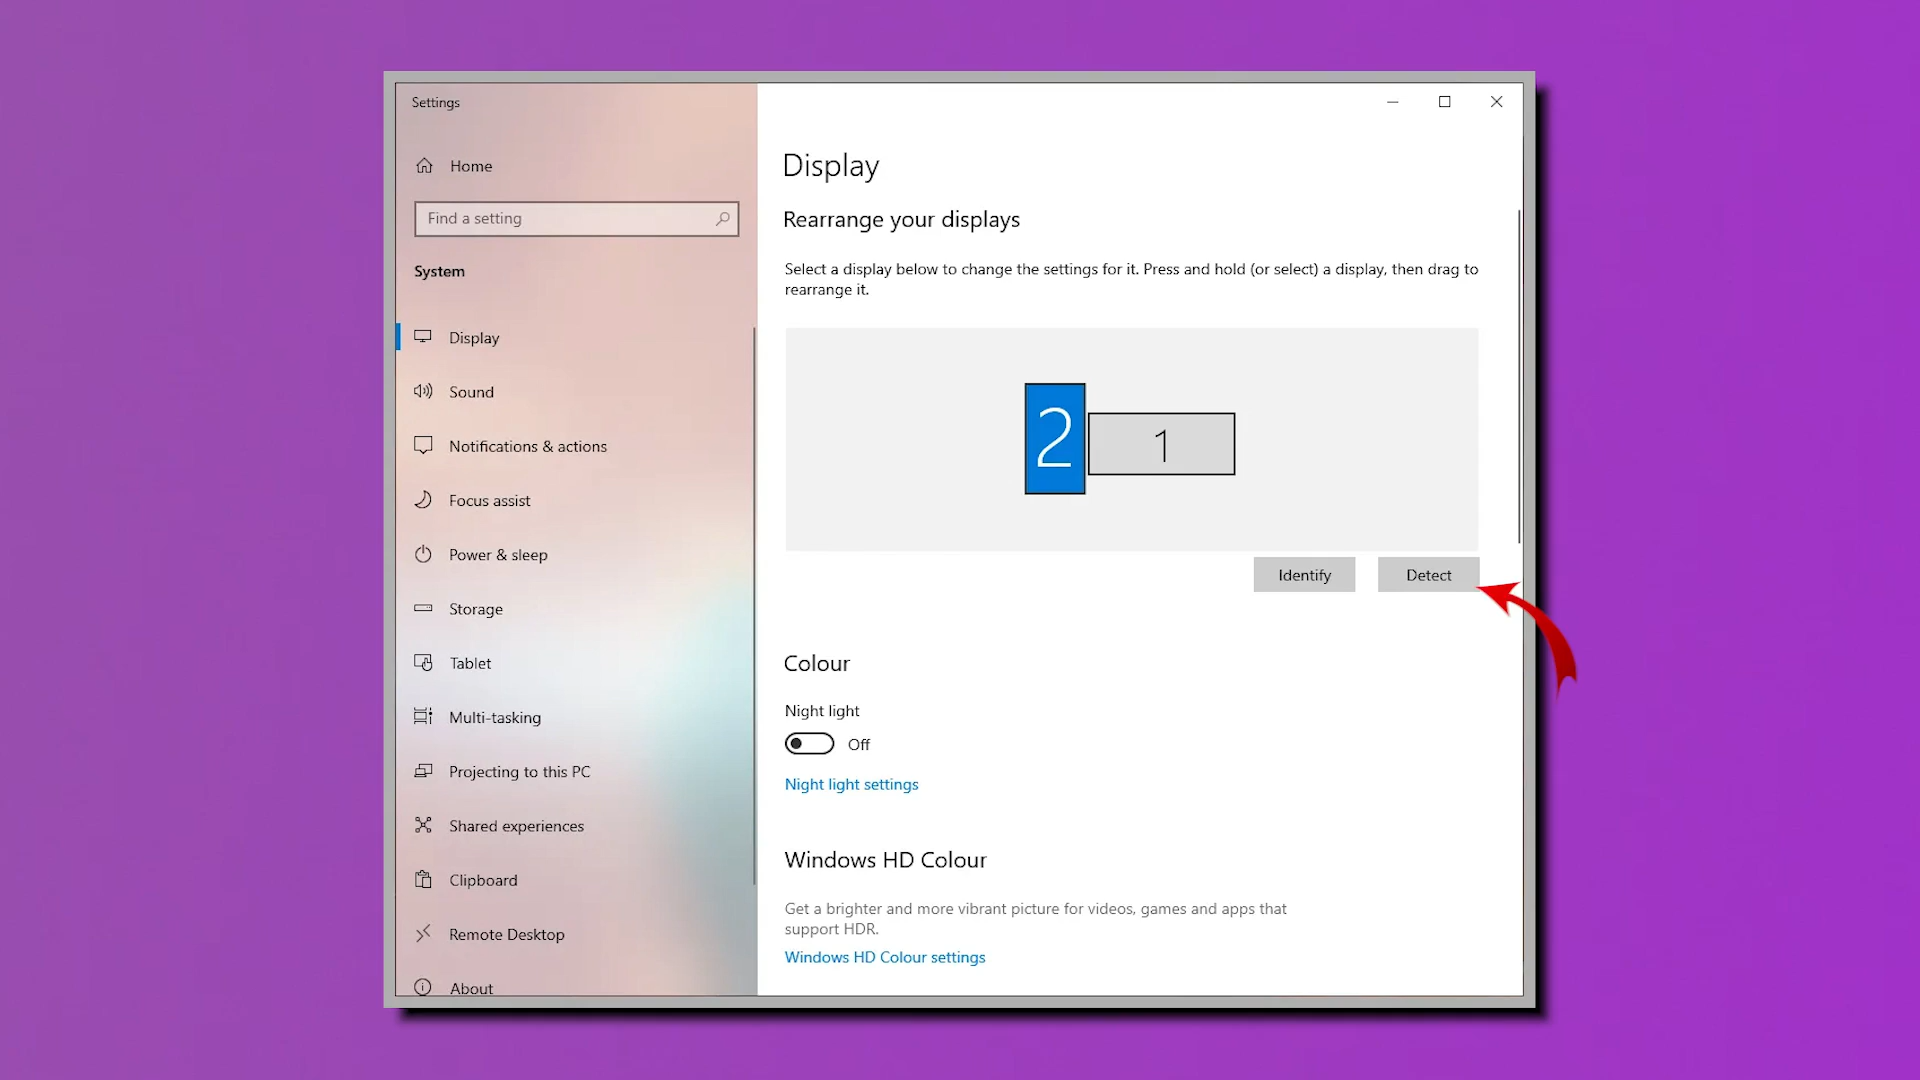 Settings
Home
Find a setting
System
Display
Sound
Notifications & actions
Focus assist
Power & sleep
Storage
Tablet
Multi-tasking
Projecting to this PC
Shared experiences
Clipboard
Remote Desktop
About
Display
Rearrange your displays
Select a display below to change the settings for it. Press and hold (or select) a display, then drag to
rearrange it.
2
1
Identify
Detect
Colour
Night light
Off
Night light settings
Windows HD Colour
Get a brighter and more vibrant picture for videos, games and apps that
support HDR.
Windows HD Colour settings